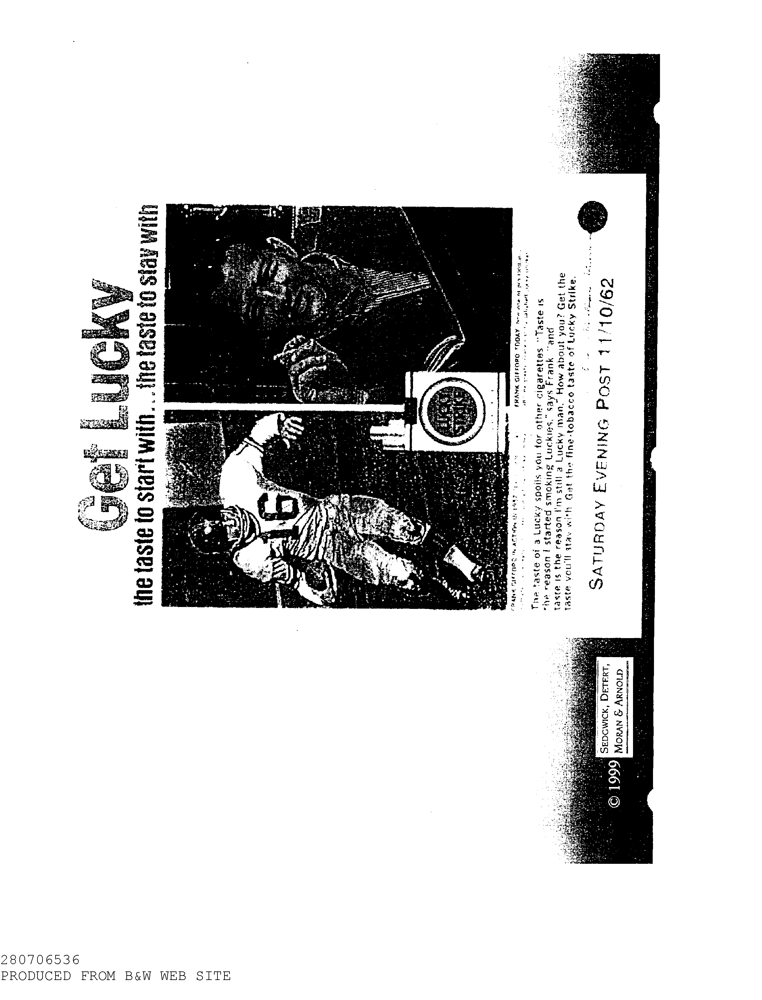 Get Lucky
the taste to start with...the taste to stay with
16
LUCKY
STRIKE
FRANK GIFFORD IN ACTION IN
FRANK GIFFORD TODAY
The taste of a Lucky spoils you for other cigarettes. "Taste is
the reason I started smoking Luckies," says Frank, "and
taste is the reason I'm still a Lucky man." How about you? Get the
taste you'll stay with. Get the fine-tobacco taste of Lucky Strike.
SATURDAY EVENING POST 11/10/62
© 1999
SEDGWICK, DETERT,
MORAN & ARNOLD
280706536
PRODUCED FROM B&W WEB SITE